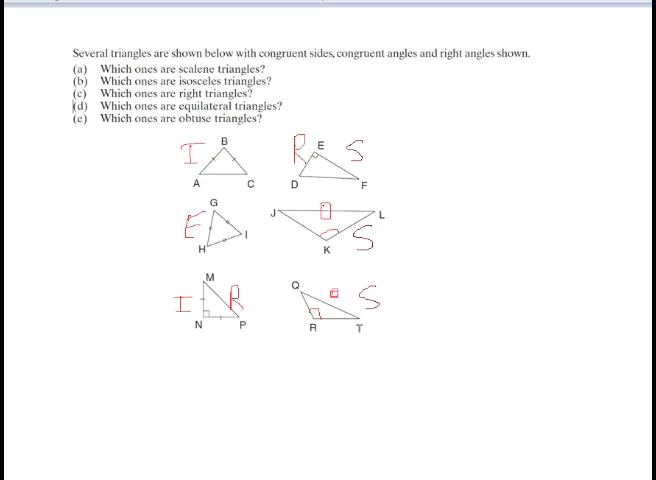 Several triangles are shown below with congruent sides, congruent angles and right angles shown.
(a) Which ones are scalene triangles?
(b) Which ones are isosceles triangles?
(c) Which ones are right triangles?
(d) Which ones are equilateral triangles?
(e) Which ones are obtuse triangles?
I B R E S
A C D F
E G J O L
H I K S
I M R Q O S
N P R T